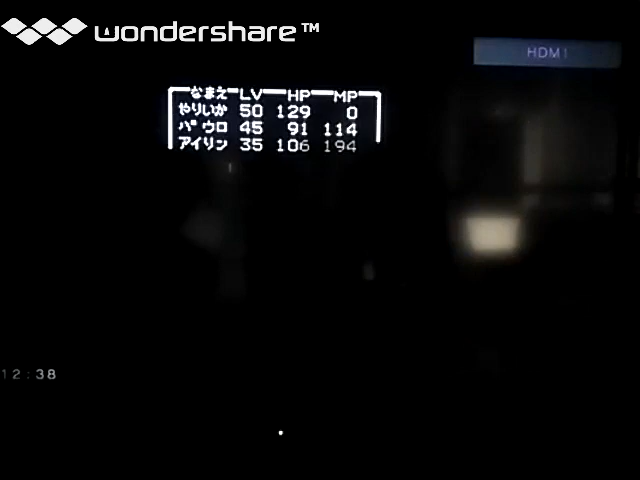 wondershare™
HDMI
なまえ LV HP MP
やりいか 50 129 0
パウロ 45 91 114
アイリン 35 106 194
12:38